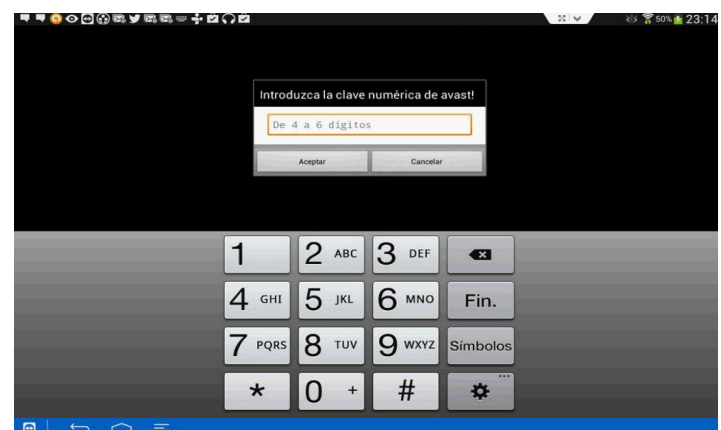 50% 23:14
Introduzca la clave numérica de avast!
De 4 a 6 dígitos
Aceptar Cancelar
1 2 ABC 3 DEF
4 GHI 5 JKL 6 MNO Fin.
7 PQRS 8 TUV 9 WXYZ Símbolos
* 0 + # ...